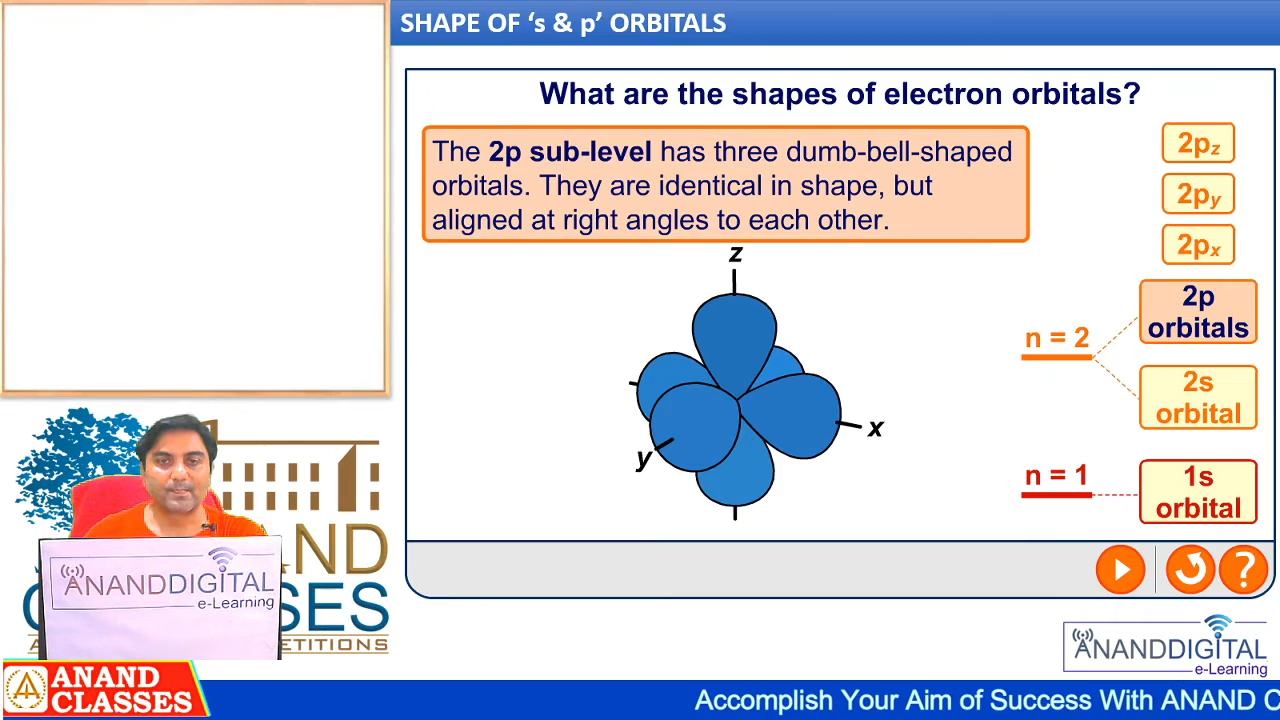 SHAPE OF ‘s & p’ ORBITALS
What are the shapes of electron orbitals?
The 2p sub-level has three dumb-bell-shaped
orbitals. They are identical in shape, but
aligned at right angles to each other.
2pz
2py
2px
z
x
y
n = 2
2p
orbitals
2s
orbital
n = 1
1s
orbital
?
ANANDDIGITAL
e-Learning
ND
SES
ETITIONS
ANANDDIGITAL
e-Learning
ANAND
CLASSES
Accomplish Your Aim of Success With ANAND C